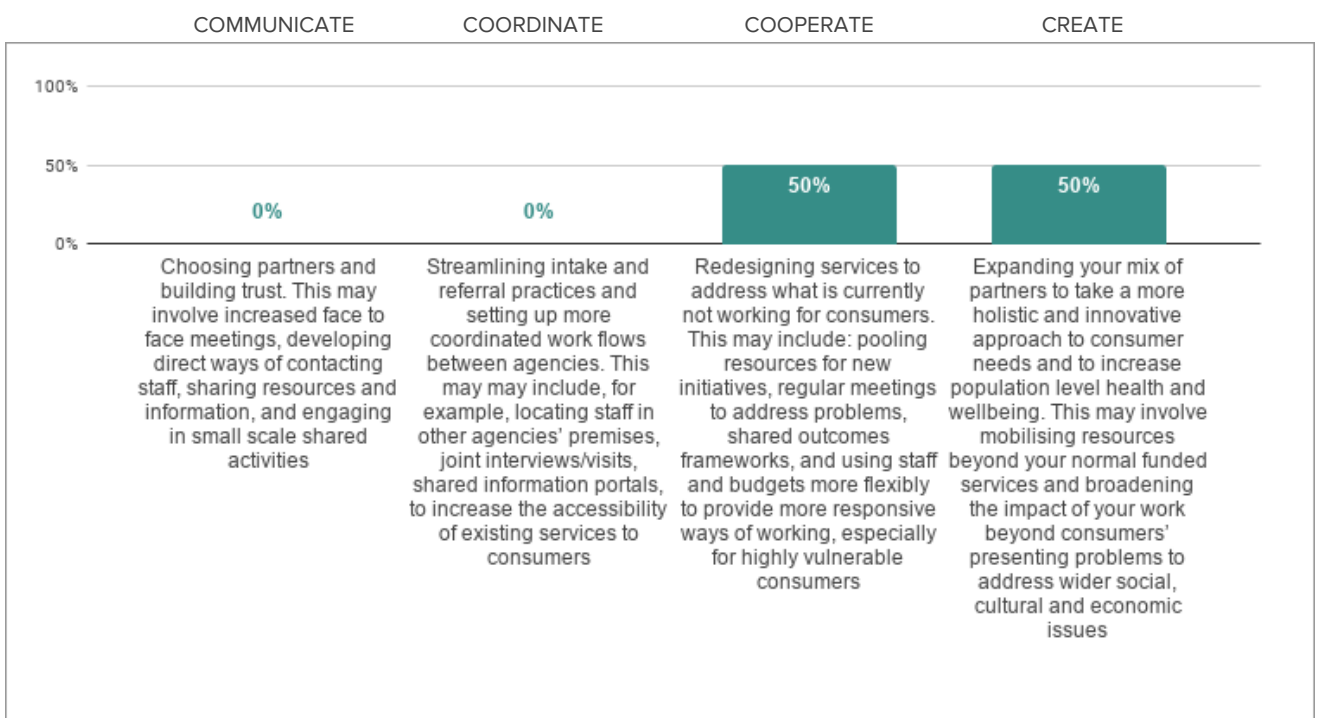 COMMUNICATE
COORDINATE
COOPERATE
CREATE
100%
50%
0%
0%
0%
50%
50%
Choosing partners and
building trust. This may
involve increased face to
face meetings, developing
direct ways of contacting
staff, sharing resources and
information, and engaging
in small scale shared
activities
Streamlining intake and
referral practices and
setting up more
coordinated work flows
between agencies. This
may may include, for
example, locating staff in
other agencies' premises,
joint interviews/visits,
shared information portals,
to increase the accessibility
of existing services to
consumers
Redesigning services to
address what is currently
not working for consumers.
This may include: pooling
resources for new
initiatives, regular meetings
to address problems,
shared outcomes
frameworks, and using staff
and budgets more flexibly
to provide more responsive
ways of working, especially
for highly vulnerable
consumers
Expanding your mix of
partners to take a more
holistic and innovative
approach to consumer
needs and to increase
population level health and
wellbeing. This may involve
mobilising resources
beyond your normal funded
services and broadening
the impact of your work
beyond consumers'
presenting problems to
address wider social,
cultural and economic
issues